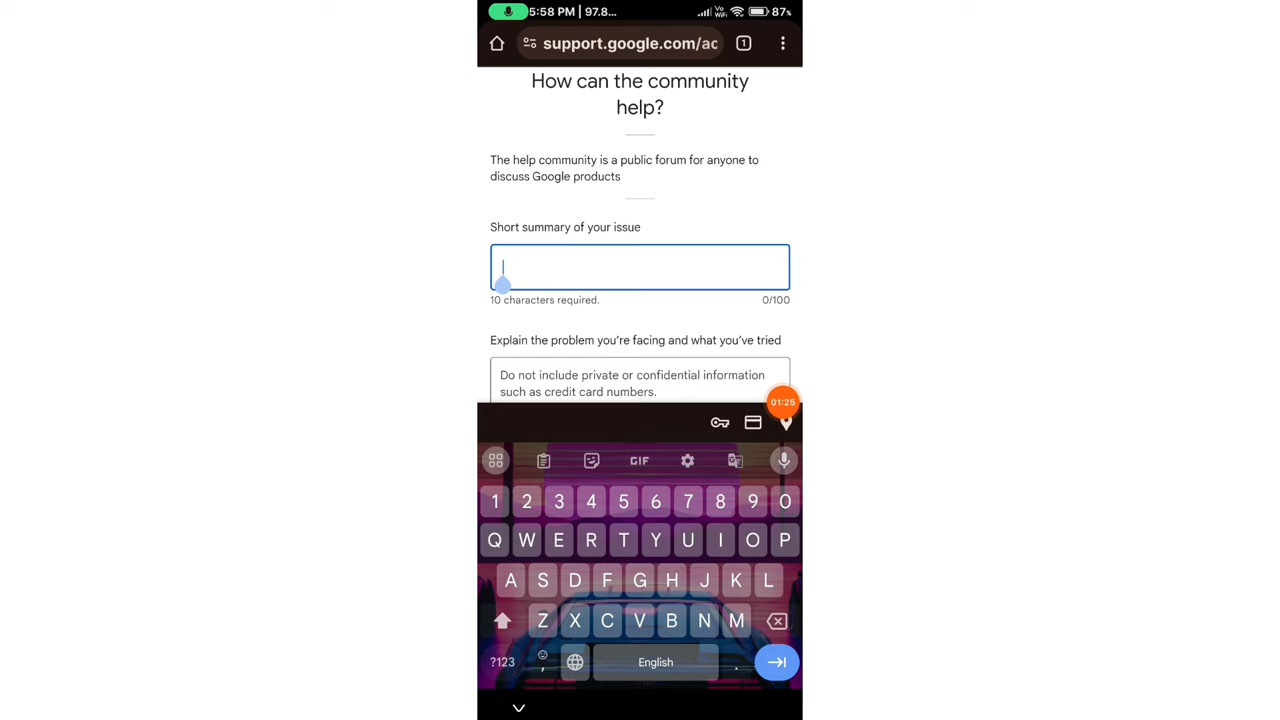 5:58 PM | 97.8... Vo WiFi 87%
support.google.com/ac 1
How can the community
help?
The help community is a public forum for anyone to
discuss Google products
Short summary of your issue
10 characters required. 0/100
Explain the problem you're facing and what you've tried
Do not include private or confidential information
such as credit card numbers.
01:25
GIF
1 2 3 4 5 6 7 8 9 0
Q W E R T Y U I O P
A S D F G H J K L
Z X C V B N M
?123 , English .